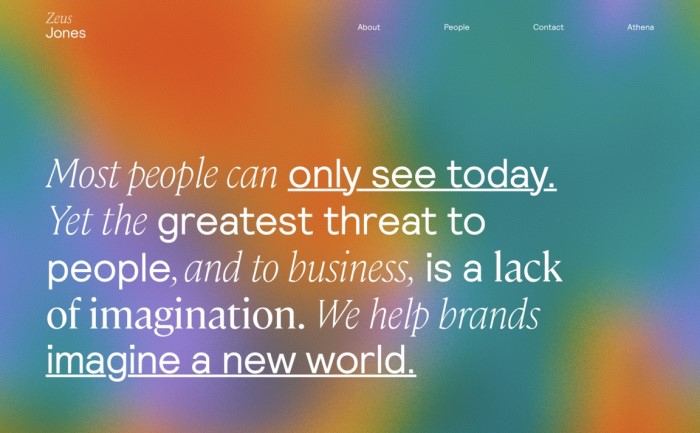 Zeus
Jones
About
People
Contact
Athena
Most people can only see today.
Yet the greatest threat to
people, and to business, is a lack
of imagination. We help brands
imagine a new world.